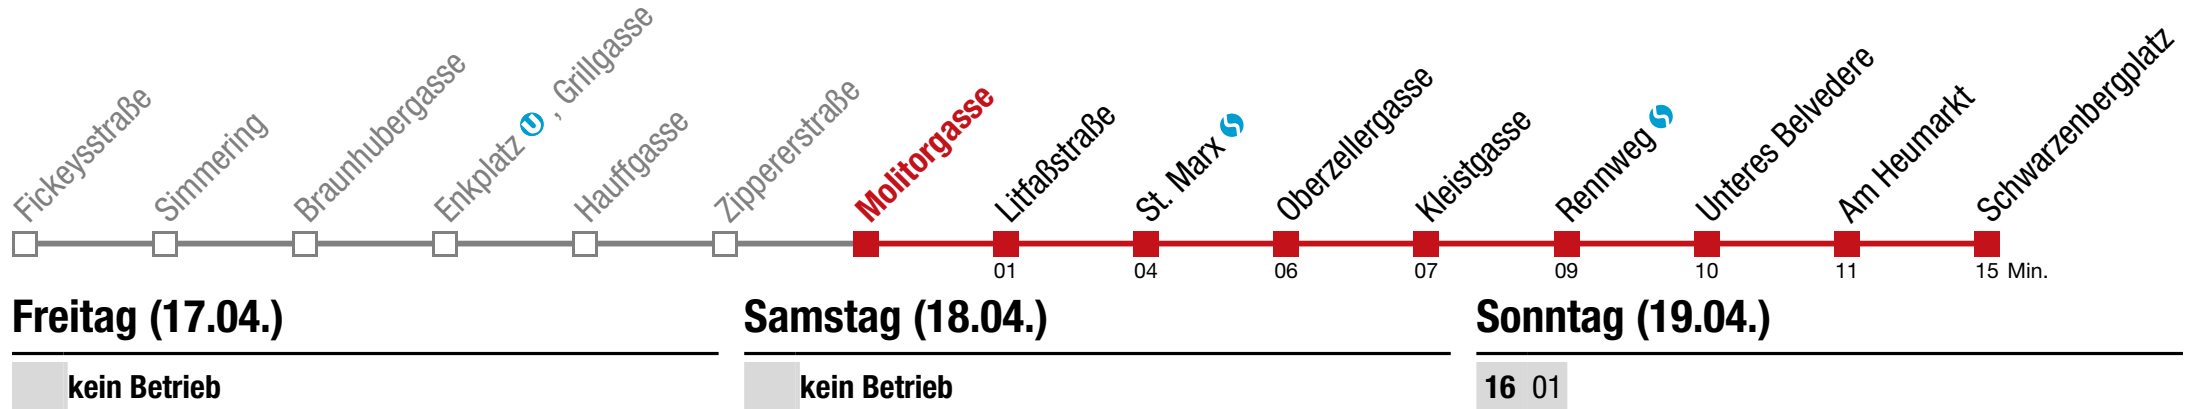 Fickeysstraße
Simmering
Braunhubergasse
Enkplatz U, Grillgasse
Hauffgasse
Zippererstraße
Molitorgasse
Litfaßstraße
St. Marx S
Oberzellergasse
Kleistgasse
Rennweg S
Unteres Belvedere
Am Heumarkt
Schwarzenbergplatz
01 04 06 07 09 10 11 15 Min.
Freitag (17.04.)
kein Betrieb
Samstag (18.04.)
kein Betrieb
Sonntag (19.04.)
16 01